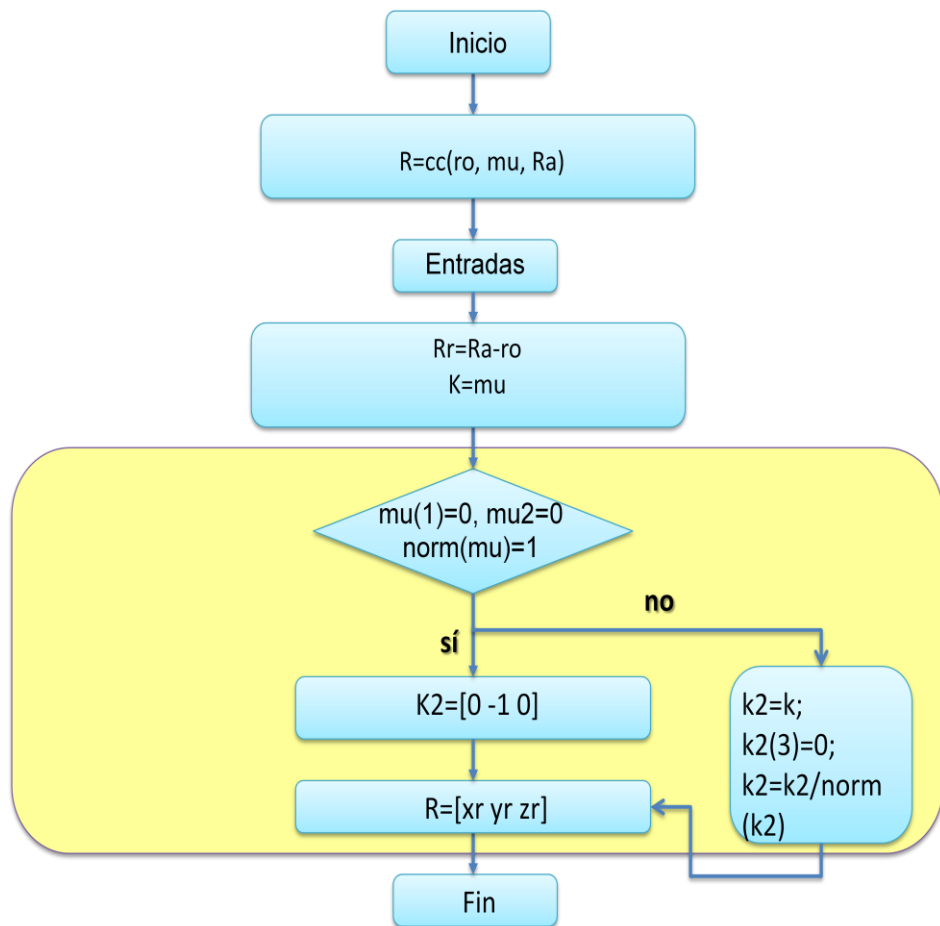 Inicio
R=cc(ro, mu, Ra)
Entradas
Rr=Ra-ro
K=mu
mu(1)=0, mu2=0
norm(mu)=1
no
sí
K2=[0 -1 0]
k2=k;
k2(3)=0;
k2=k2/norm
(k2)
R=[xr yr zr]
Fin